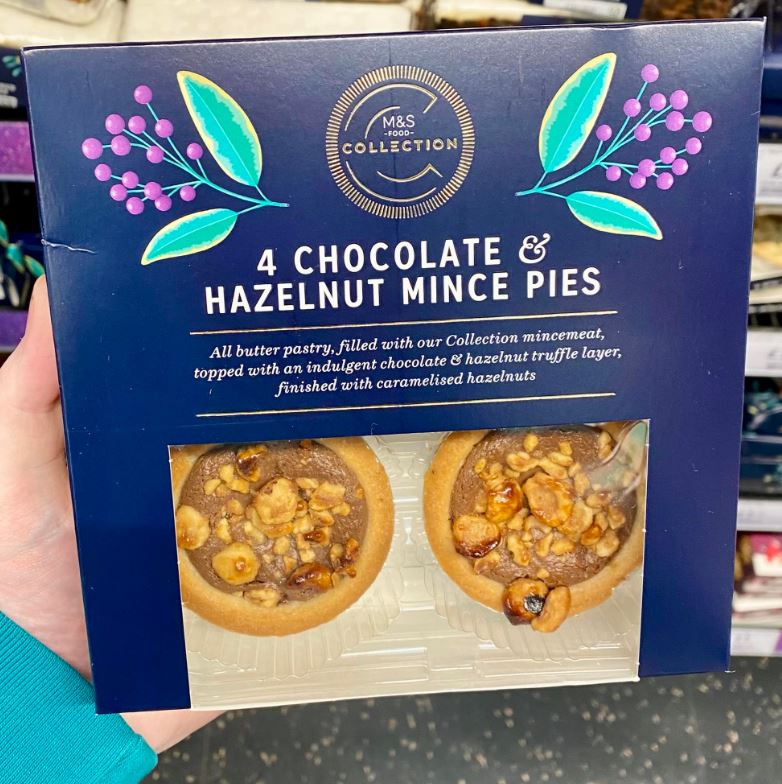 M&S
-FOOD-
COLLECTION
4 CHOCOLATE &
HAZELNUT MINCE PIES
All butter pastry, filled with our Collection mincemeat,
topped with an indulgent chocolate & hazelnut truffle layer,
finished with caramelised hazelnuts